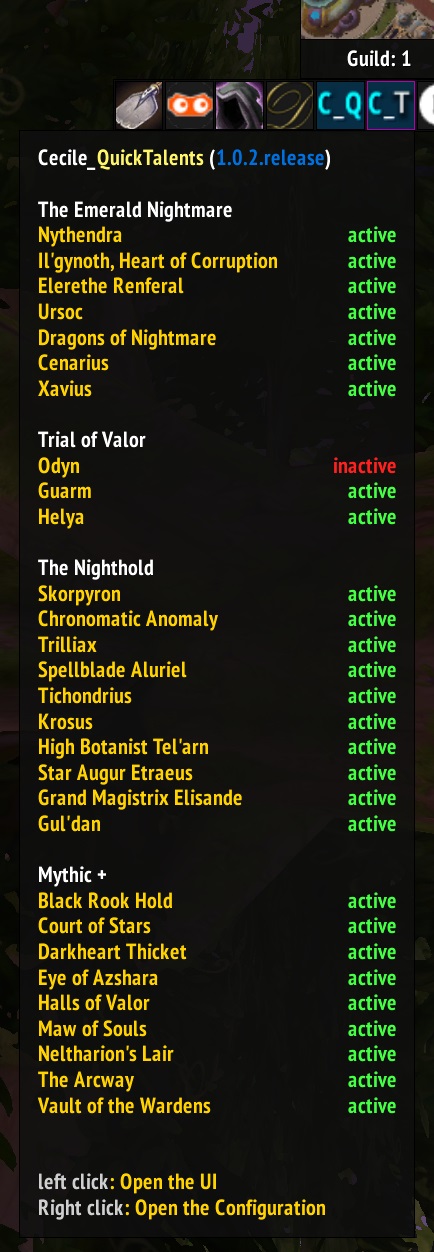 Guild: 1
C_Q C_T
Cecile_QuickTalents (1.0.2.release)
The Emerald Nightmare
Nythendra active
Il'gynoth, Heart of Corruption active
Elerethe Renferal active
Ursoc active
Dragons of Nightmare active
Cenarius active
Xavius active
Trial of Valor
Odyn inactive
Guarm active
Helya active
The Nighthold
Skorpyron active
Chronomatic Anomaly active
Trilliax active
Spellblade Aluriel active
Tichondrius active
Krosus active
High Botanist Tel'arn active
Star Augur Etraeus active
Grand Magistrix Elisande active
Gul'dan active
Mythic +
Black Rook Hold active
Court of Stars active
Darkheart Thicket active
Eye of Azshara active
Halls of Valor active
Maw of Souls active
Neltharion's Lair active
The Arcway active
Vault of the Wardens active
left click: Open the UI
Right click: Open the Configuration